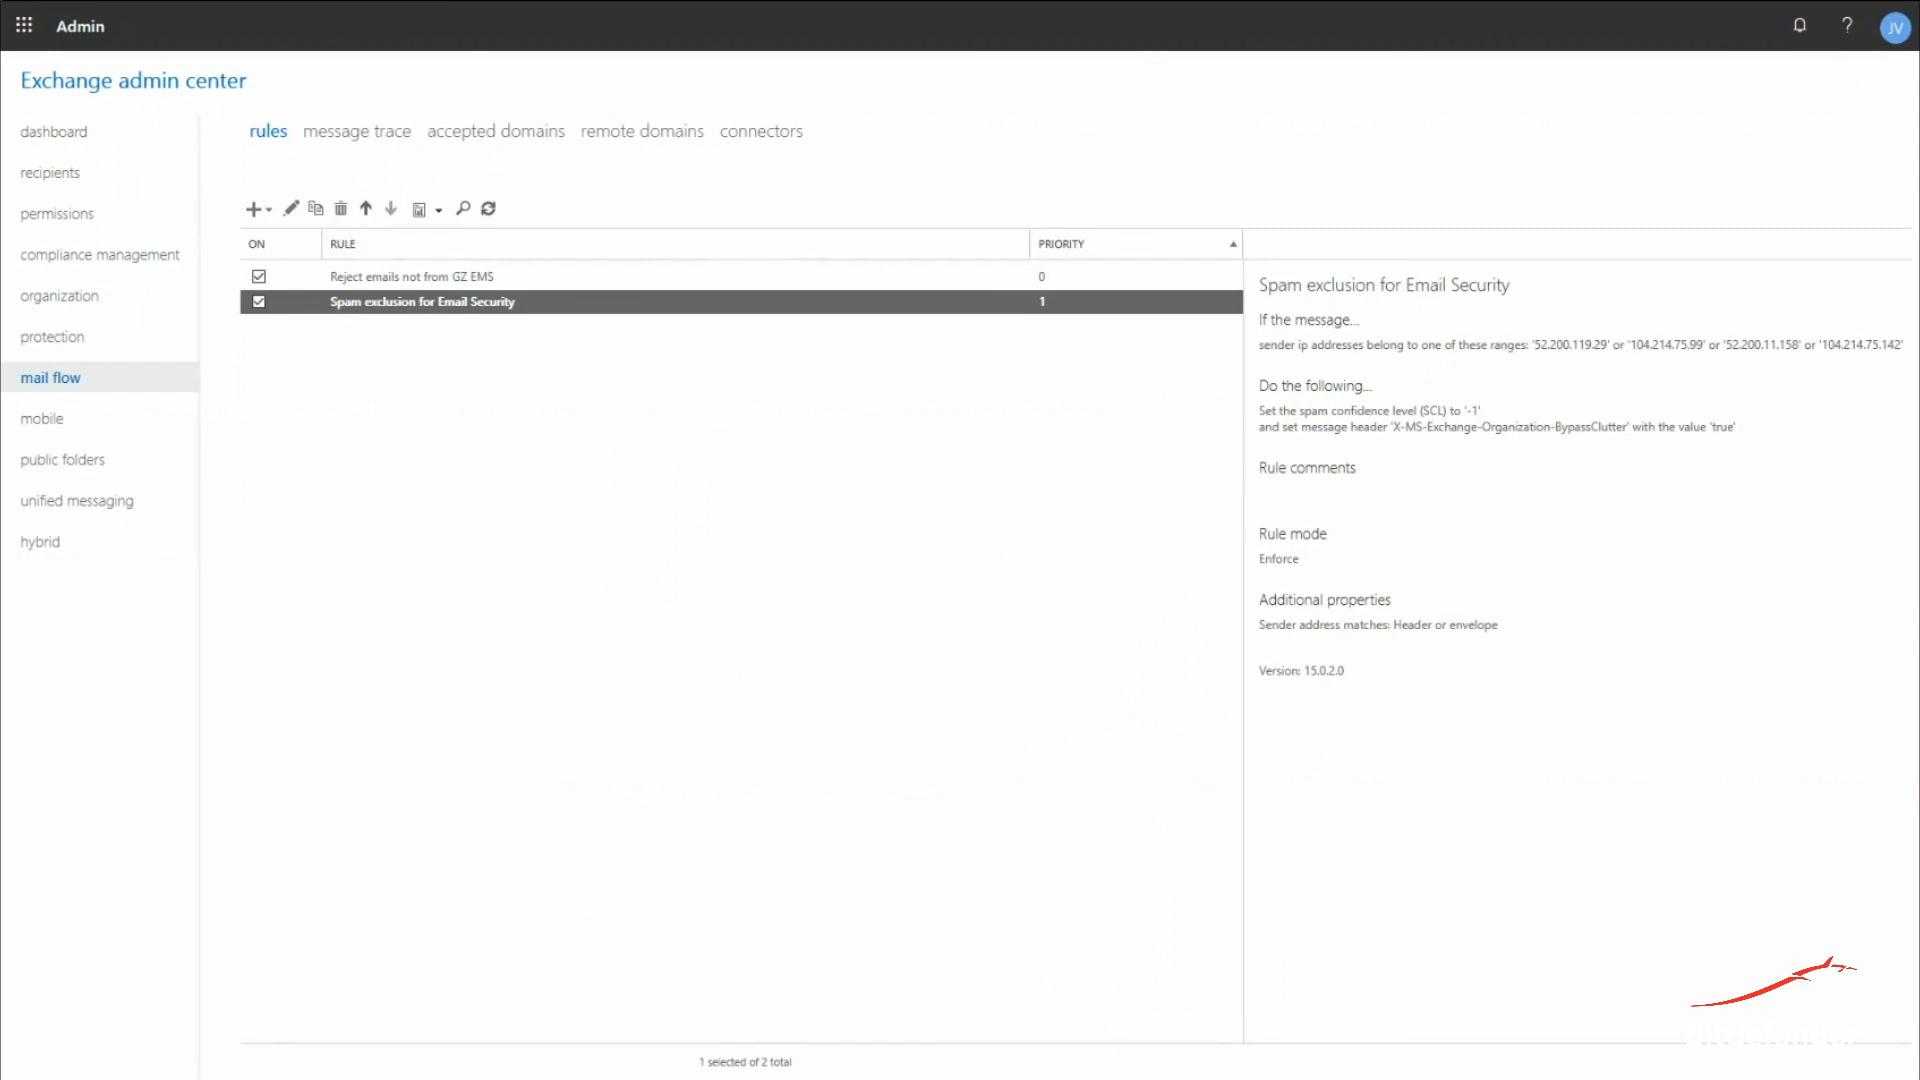 Admin
?
JV
Exchange admin center
dashboard
recipients
permissions
compliance management
organization
protection
mail flow
mobile
public folders
unified messaging
hybrid
rules message trace accepted domains remote domains connectors
ON RULE PRIORITY
Reject emails not from GZ EMS 0
Spam exclusion for Email Security 1
Spam exclusion for Email Security
If the message...
sender ip addresses belong to one of these ranges: '52.200.119.29' or '104.214.75.99' or '52.200.11.158' or '104.214.75.142'
Do the following...
Set the spam confidence level (SCL) to '-1'
and set message header 'X-MS-Exchange-Organization-BypassClutter' with the value 'true'
Rule comments
Rule mode
Enforce
Additional properties
Sender address matches: Header or envelope
Version: 15.0.2.0
1 selected of 2 total